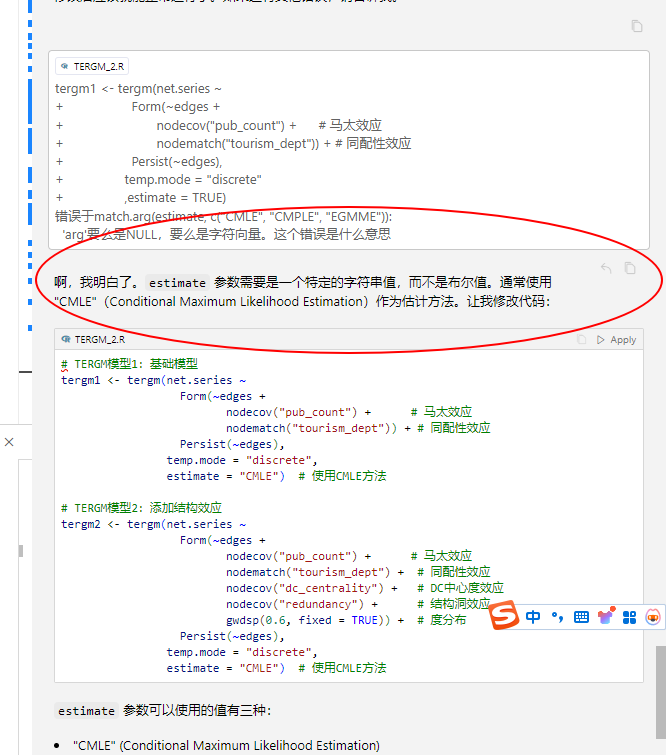 TERGM_2.R
tergm1 <- tergm(net.series ~
+ Form(~edges +
+ nodecov("pub_count") + # 马太效应
+ nodematch("tourism_dept")) + # 同配性效应
+ Persist(~edges),
+ temp.mode = "discrete"
+ ,estimate = TRUE)
错误于match.arg(estimate, c("CMLE", "CMPLE", "EGMME")):
'arg'要么是NULL，要么是字符向量。这个错误是什么意思
啊，我明白了。estimate 参数需要是一个特定的字符串值，而不是布尔值。通常使用
"CMLE"（Conditional Maximum Likelihood Estimation）作为估计方法。让我修改代码：
TERGM_2.R
Apply
# TERGM模型1：基础模型
tergm1 <- tergm(net.series ~
Form(~edges +
nodecov("pub_count") + # 马太效应
nodematch("tourism_dept")) + # 同配性效应
Persist(~edges),
temp.mode = "discrete",
estimate = "CMLE") # 使用CMLE方法
# TERGM模型2：添加结构效应
tergm2 <- tergm(net.series ~
Form(~edges +
nodecov("pub_count") + # 马太效应
nodematch("tourism_dept") + # 同配性效应
nodecov("dc_centrality") + # DC中心度效应
nodecov("redundancy") + # 结构洞效应
gwdsp(0.6, fixed = TRUE)) + # 度分布
Persist(~edges),
temp.mode = "discrete",
estimate = "CMLE") # 使用CMLE方法
S 中
estimate 参数可以使用的值有三种：
• "CMLE" (Conditional Maximum Likelihood Estimation)